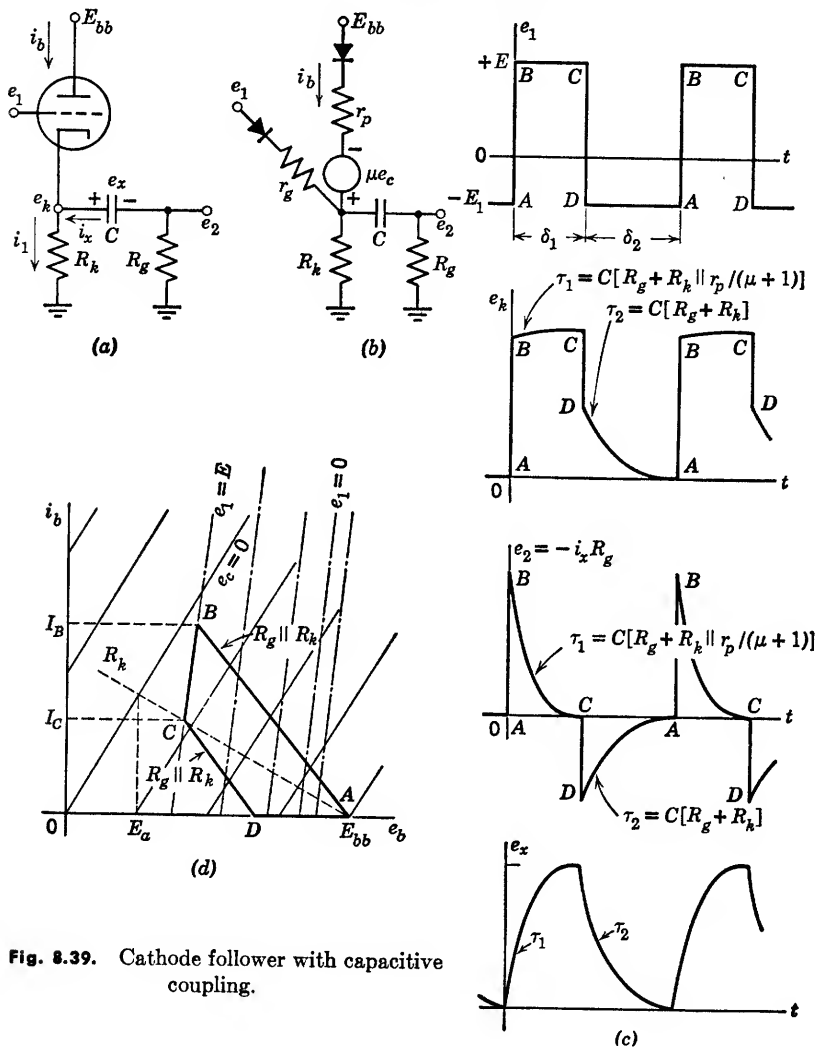 E_bb
i_b
e_1
e_k
+ e_x −
i_x
C
e_2
i_1
R_k
R_g
(a)
E_bb
i_b
e_1
r_p
r_g
−
μe_c
+
C
e_2
R_k
R_g
(b)
e_1
+E
B C B C
0
t
−E_1
A D A D
δ_1 δ_2
e_k
τ_1 = C[R_g + R_k || r_p/(μ + 1)]
τ_2 = C[R_g + R_k]
B C B C
D D
A A
0
t
e_2 = −i_x R_g
B B
τ_1 = C[R_g + R_k || r_p/(μ + 1)]
C C
0 A A t
D D
τ_2 = C[R_g + R_k]
e_x
τ_1 τ_2
0
t
(c)
i_b
e_1 = E
e_c = 0
e_1 = 0
I_B
B
R_g || R_k
R_k
I_C
C
R_g || R_k
A
0 E_a D E_bb e_b
(d)
Fig. 8.39. Cathode follower with capacitive
coupling.